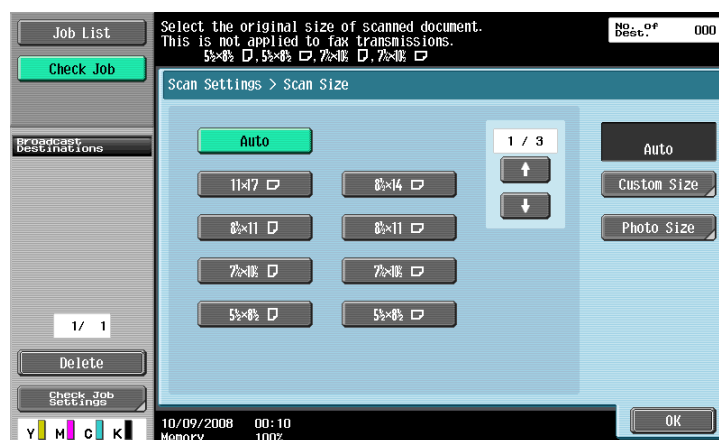 Job List
Check Job
Select the original size of scanned document.
This is not applied to fax transmissions.
5½×8½ , 5½×8½ , 7¼×10½ , 7¼×10½
No. of Dest. 000
Scan Settings > Scan Size
Broadcast
Destinations
Auto
1 / 3
Auto
11×17
8½×14
Custom Size
8½×11
8½×11
Photo Size
7¼×10½
7¼×10½
5½×8½
5½×8½
1/ 1
Delete
Check Job
Settings
Y M C K
10/09/2008 00:10
Memory 100%
OK